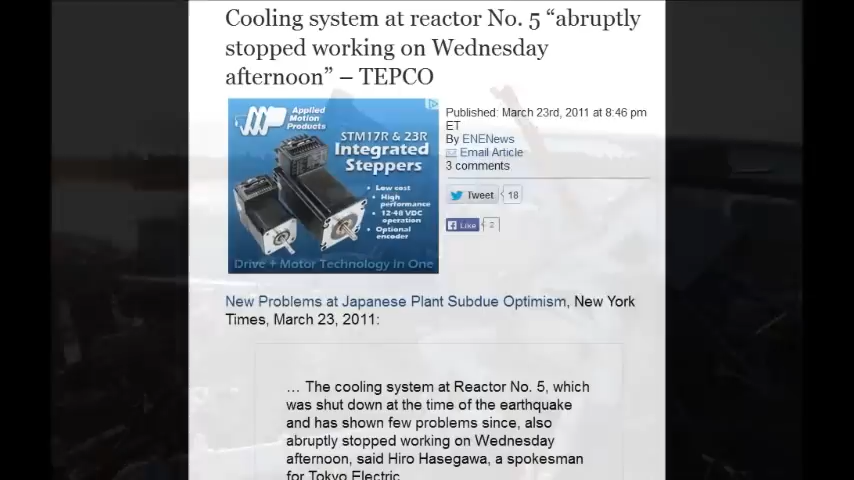 Cooling system at reactor No. 5 “abruptly
stopped working on Wednesday
afternoon” – TEPCO
Applied
Motion
Products
STM17R & 23R
Integrated
Steppers
• Low cost
• High
performance
• 12-48 VDC
operation
• Optional
encoder
Drive + Motor Technology in One
Published: March 23rd, 2011 at 8:46 pm
ET
By ENENews
Email Article
3 comments
Tweet 18
Like 2
New Problems at Japanese Plant Subdue Optimism, New York
Times, March 23, 2011:
… The cooling system at Reactor No. 5, which
was shut down at the time of the earthquake
and has shown few problems since, also
abruptly stopped working on Wednesday
afternoon, said Hiro Hasegawa, a spokesman
for Tokyo Electric